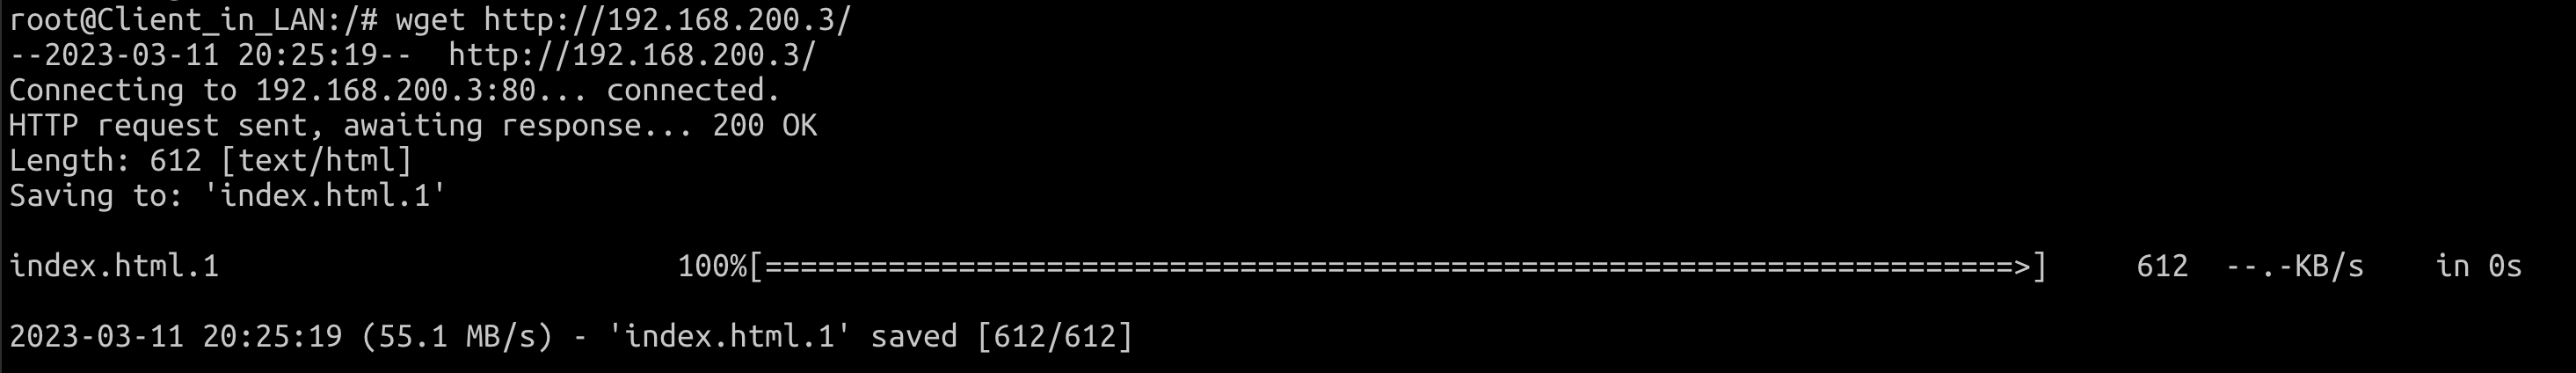 root@Client_in_LAN:/# wget http://192.168.200.3/
--2023-03-11 20:25:19--  http://192.168.200.3/
Connecting to 192.168.200.3:80... connected.
HTTP request sent, awaiting response... 200 OK
Length: 612 [text/html]
Saving to: 'index.html.1'
index.html.1                          100%[=======================================================================>]     612  --.-KB/s    in 0s
2023-03-11 20:25:19 (55.1 MB/s) - 'index.html.1' saved [612/612]